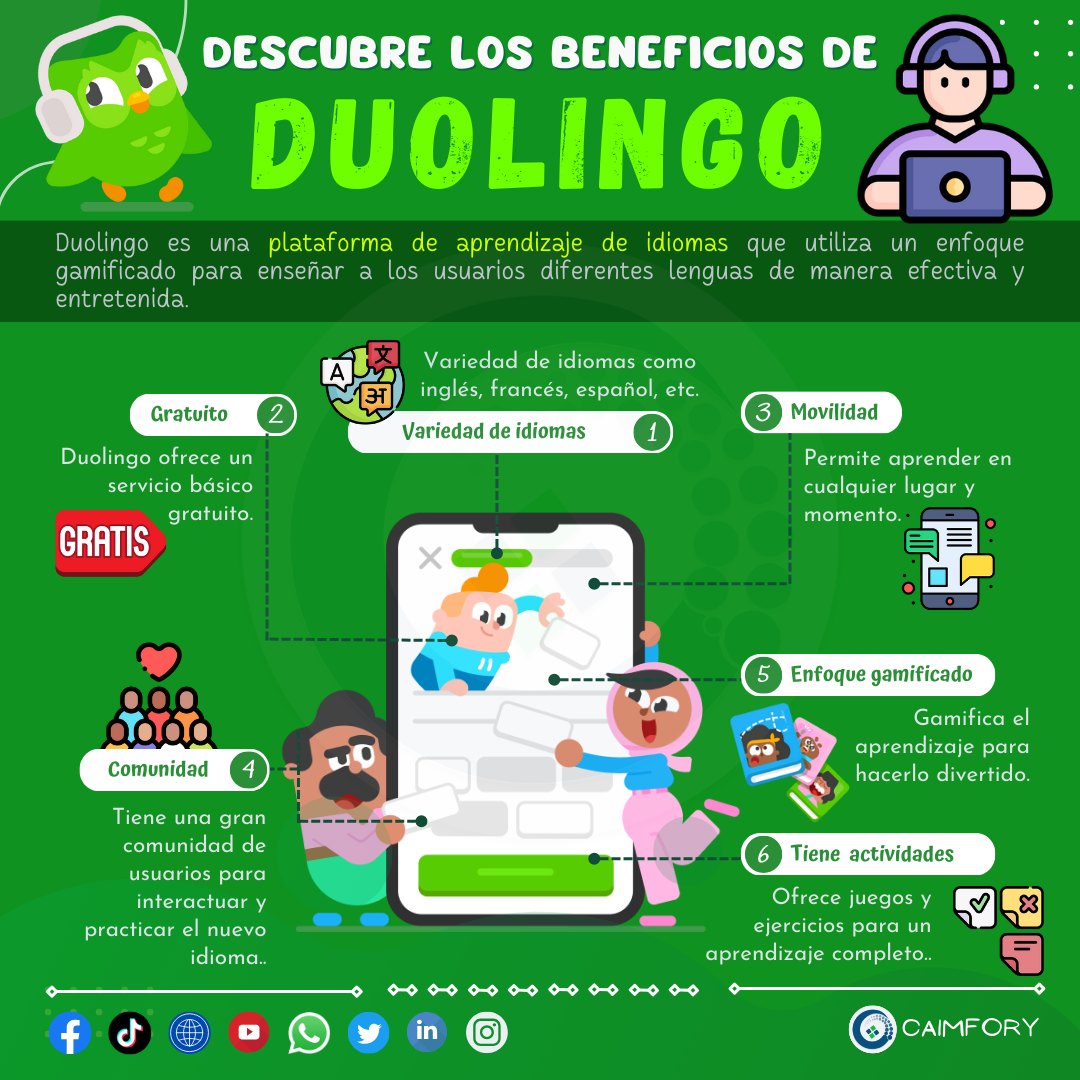 DESCUBRE LOS BENEFICIOS DE
DUOLINGO
Duolingo es una plataforma de aprendizaje de idiomas que utiliza un enfoque
gamificado para enseñar a los usuarios diferentes lenguas de manera efectiva y
entretenida.
A
文
अ
Variedad de idiomas como
inglés, francés, español, etc.
Variedad de idiomas 1
Gratuito 2
Duolingo ofrece un
servicio básico
gratuito.
GRATIS
3 Movilidad
Permite aprender en
cualquier lugar y
momento.
Comunidad 4
Tiene una gran
comunidad de
usuarios para
interactuar y
practicar el nuevo
idioma..
5 Enfoque gamificado
Gamifica el
aprendizaje para
hacerlo divertido.
6 Tiene actividades
Ofrece juegos y
ejercicios para un
aprendizaje completo..
in
CAIMFORY